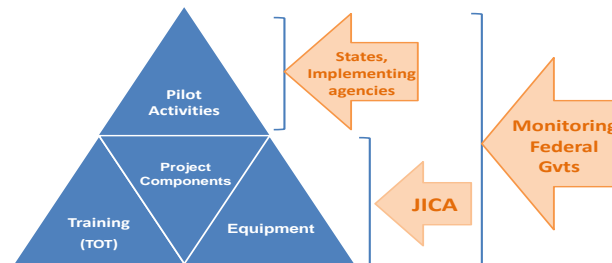 Pilot
Activities
Project
Components
Training
(TOT)
Equipment
States,
Implementing
agencies
JICA
Monitoring
Federal
Gvts